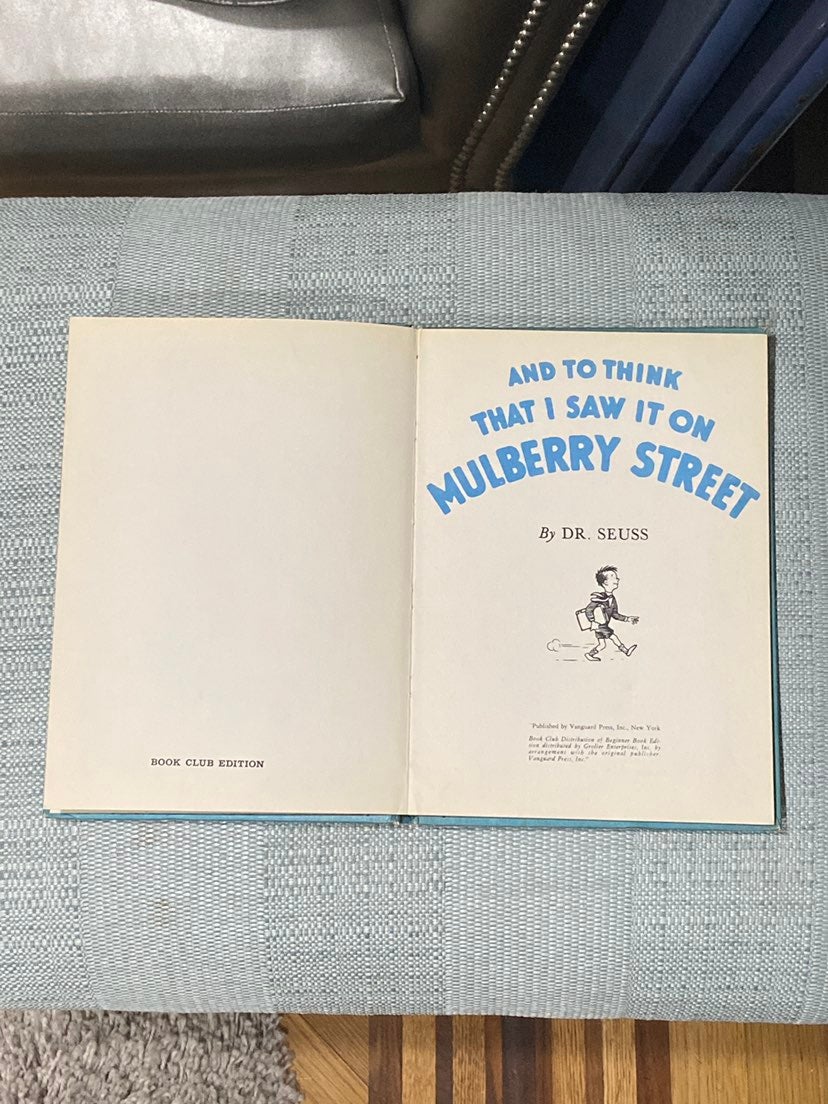 BOOK CLUB EDITION
AND TO THINK
THAT I SAW IT ON
MULBERRY STREET
By DR. SEUSS
Published by Vanguard Press, Inc., New York
Book Club Distribution of Beginner Book Edi-
tion distributed by Grolier Enterprises, Inc. by
arrangement with the original publisher
Vanguard Press, Inc."